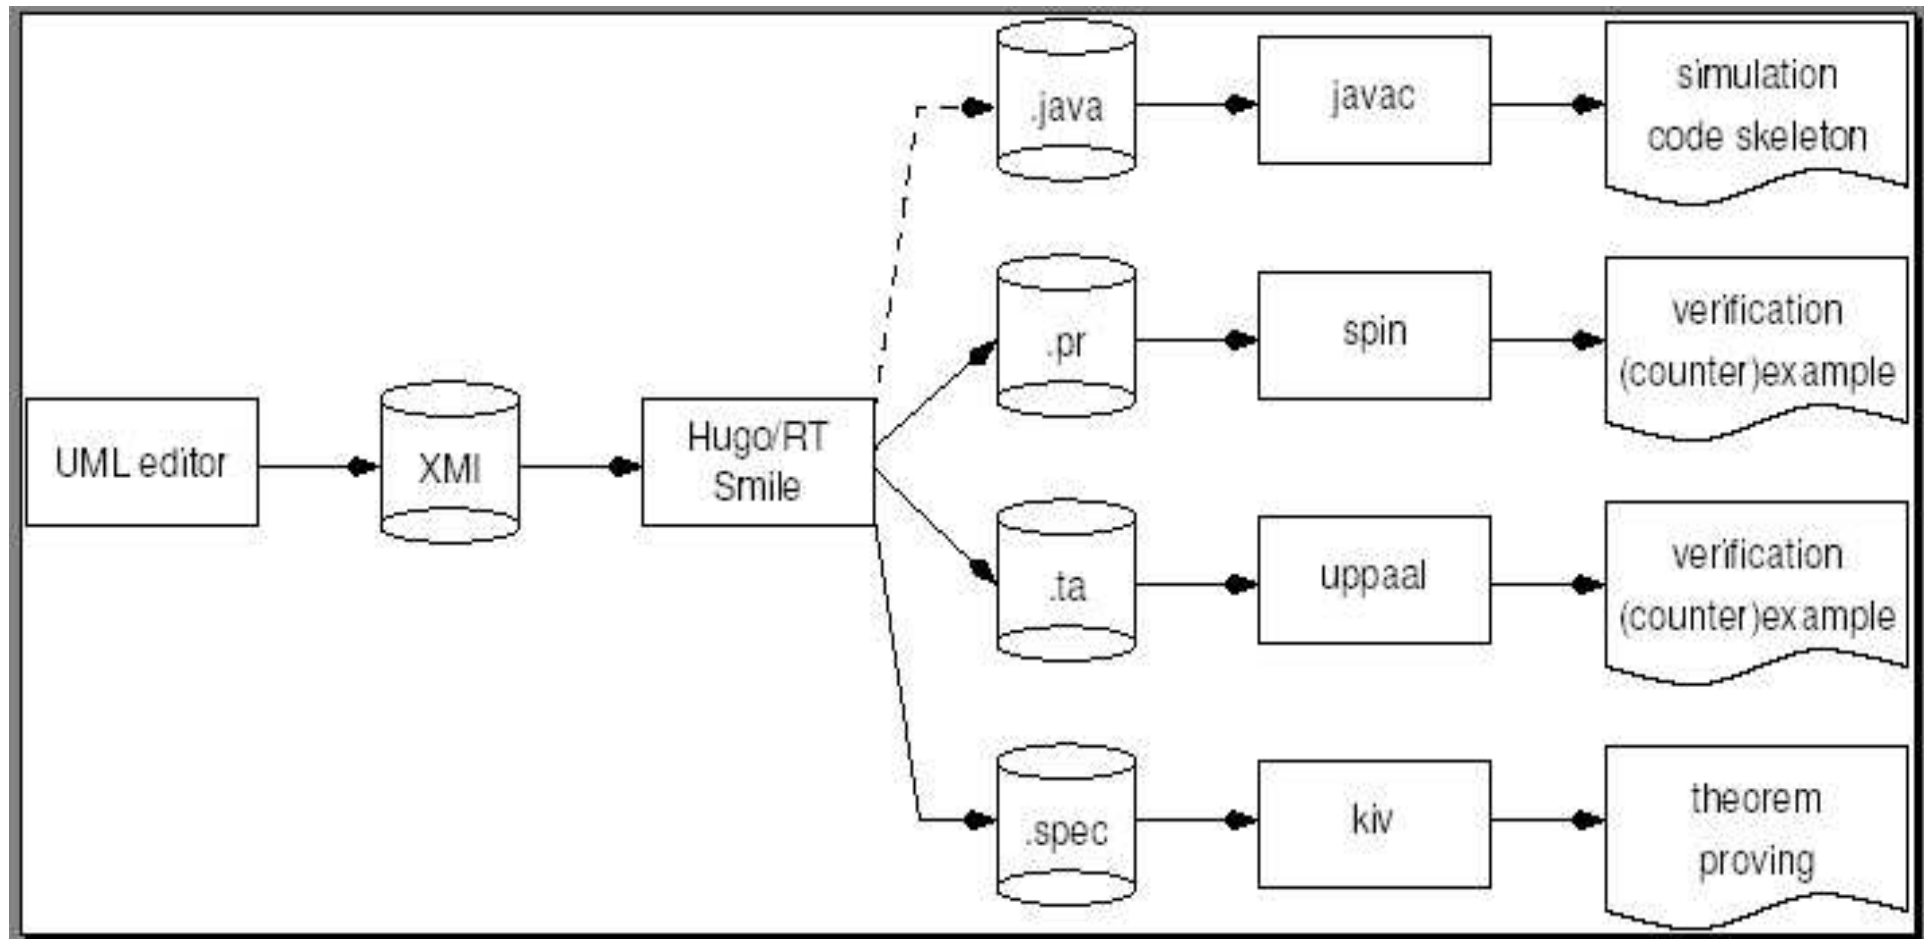 UML editor
XMI
Hugo/RT
Smile
.java
javac
simulation
code skeleton
.pr
spin
verification
(counter)example
.ta
uppaal
verification
(counter)example
.spec
kiv
theorem
proving